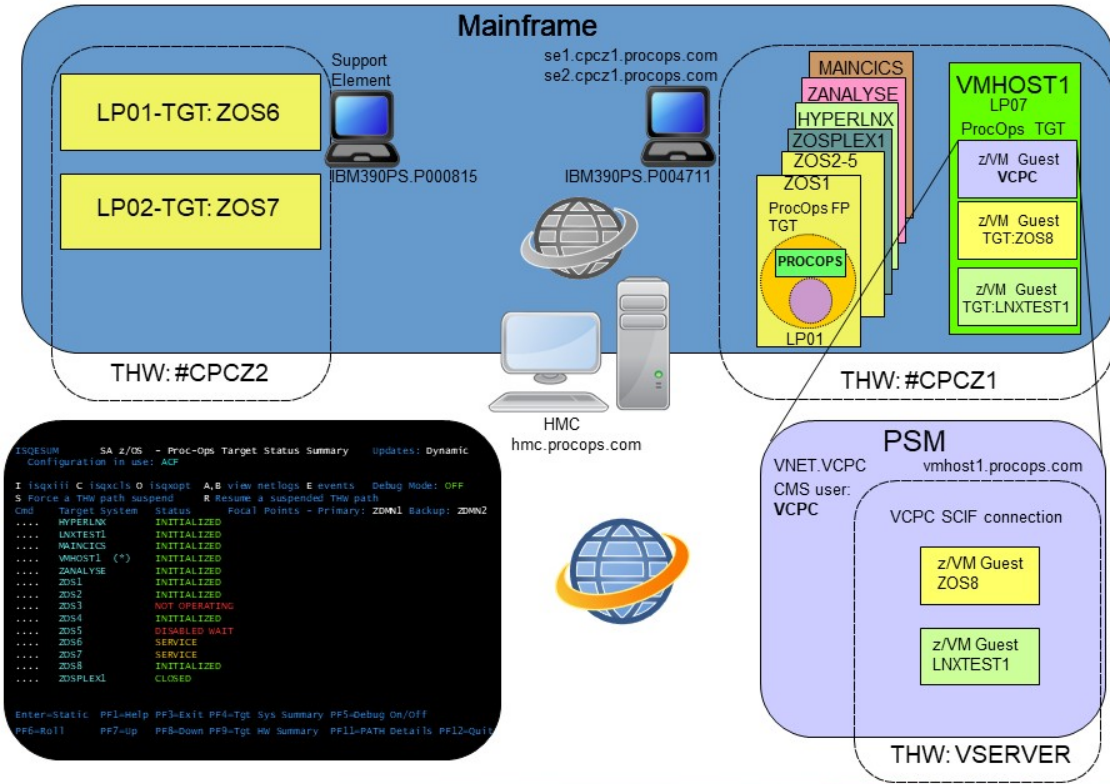 Mainframe
LP01-TGT: ZOS6
LP02-TGT: ZOS7
Support
Element
IBM390PS.P000815
THW: #CPCZ2
se1.cpcz1.procops.com
se2.cpcz1.procops.com
IBM390PS.P004711
MAINCICS
ZANALYSE
HYPERLNX
ZOSPLEX1
ZOS2-5
ZOS1
ProcOps FP
TGT
PROCOPS
LP01
VMHOST1
LP07
ProcOps TGT
z/VM Guest
VCPC
z/VM Guest
TGT:ZOS8
z/VM Guest
TGT:LNXTEST1
THW: #CPCZ1
HMC
hmc.procops.com
ISQESUM SA z/OS - Proc-Ops Target Status Summary Updates: Dynamic
Configuration in use: ACF
I isqxiii C isqxcls O isqxopt A,B view netlogs E events Debug Mode: OFF
S Force a THW path suspend R Resume a suspended THW path
Cmd Target System Status Focal Points - Primary: ZDMN1 Backup: ZDMN2
.... HYPERLNX INITIALIZED
.... LNXTEST1 INITIALIZED
.... MAINCICS INITIALIZED
.... VMHOST1 (*) INITIALIZED
.... ZANALYSE INITIALIZED
.... ZOS1 INITIALIZED
.... ZOS2 INITIALIZED
.... ZOS3 NOT OPERATING
.... ZOS4 INITIALIZED
.... ZOS5 DISABLED WAIT
.... ZOS6 SERVICE
.... ZOS7 SERVICE
.... ZOS8 INITIALIZED
.... ZOSPLEX1 CLOSED
Enter=Static PF1=Help PF3=Exit PF4=Tgt Sys Summary PF5=Debug On/Off
PF6=Roll PF7=Up PF8=Down PF9=Tgt HW Summary PF11=PATH Details PF12=Quit
PSM
VNET.VCPC
vmhost1.procops.com
CMS user:
VCPC
VCPC SCIF connection
z/VM Guest
ZOS8
z/VM Guest
LNXTEST1
THW: VSERVER